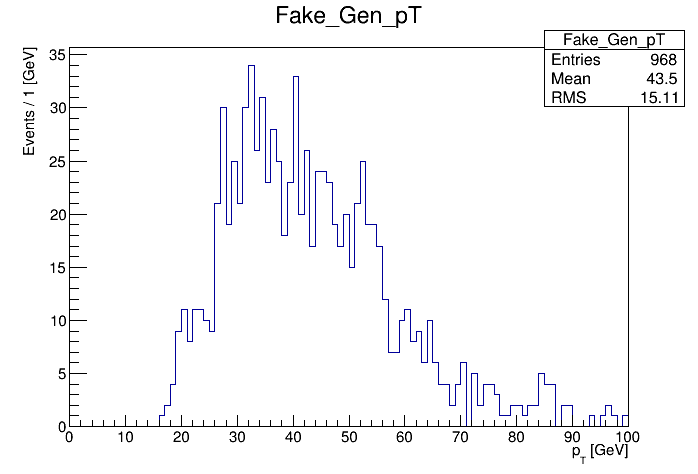 Fake_Gen_pT
Fake_Gen_pT
Entries 968
Mean 43.5
RMS 15.11
Events / 1 [GeV]
35
30
25
20
15
10
5
0
0 10 20 30 40 50 60 70 80 90 100
p_T [GeV]